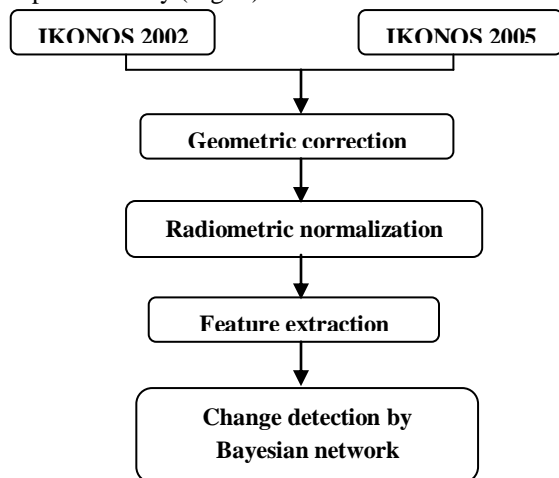 IKONOS 2002
IKONOS 2005
Geometric correction
Radiometric normalization
Feature extraction
Change detection by
Bayesian network